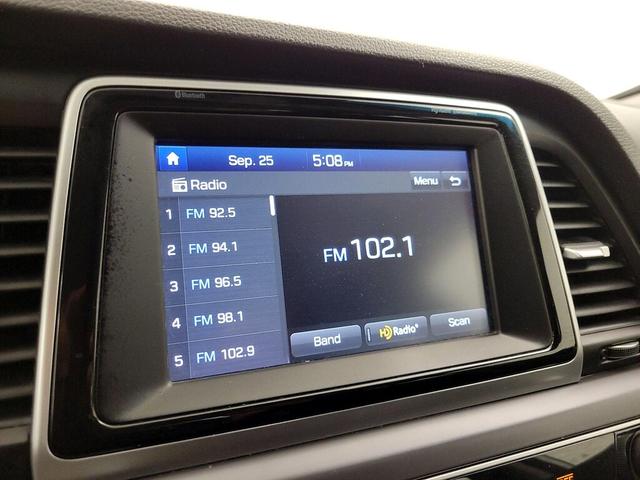 Bluetooth
Sep. 25 5:08 PM
Radio Menu
1 FM 92.5
2 FM 94.1
3 FM 96.5
4 FM 98.1
5 FM 102.9
FM 102.1
Band HD Radio® Scan